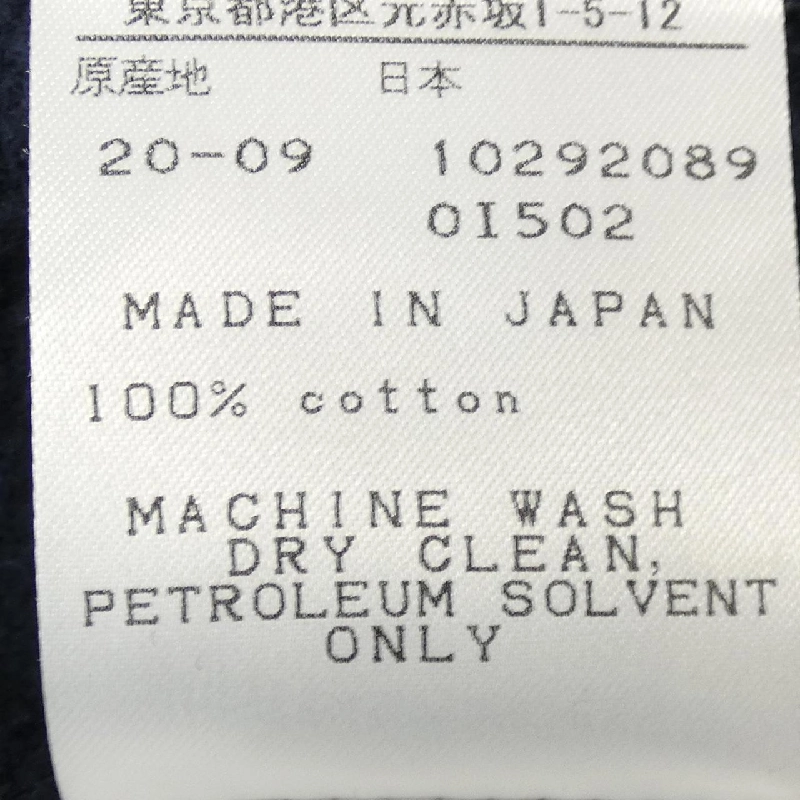 東京都港区元赤坂1-5-12
原産地 日本
20-09 10292089
OI502
MADE IN JAPAN
100% cotton
MACHINE WASH
DRY CLEAN,
PETROLEUM SOLVENT
ONLY